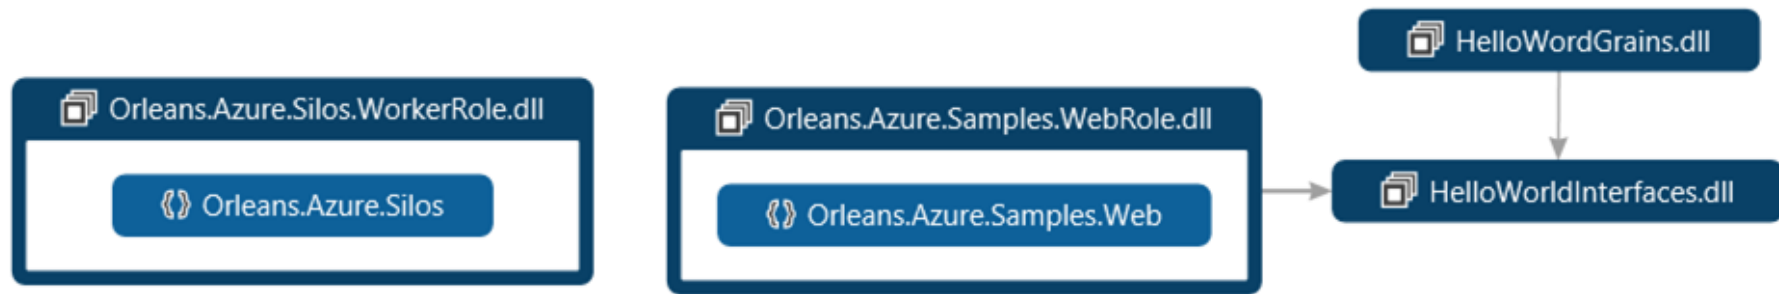 Orleans.Azure.Silos.WorkerRole.dll
Orleans.Azure.Silos
Orleans.Azure.Samples.WebRole.dll
Orleans.Azure.Samples.Web
HelloWordGrains.dll
HelloWorldInterfaces.dll